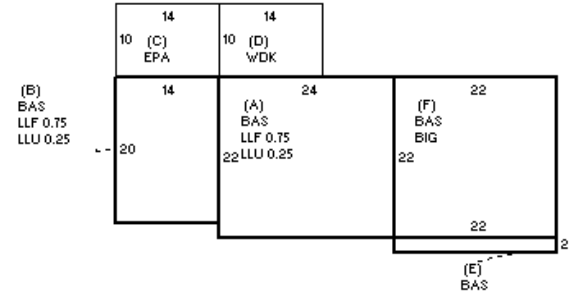 14
14
10 (C)
EPA
10 (D)
WDK
(B)
BAS
LLF 0.75
LLU 0.25
14
20
24
(A)
BAS
LLF 0.75
22 LLU 0.25
22
(F)
BAS
BIG
22
22
2
(E)
BAS